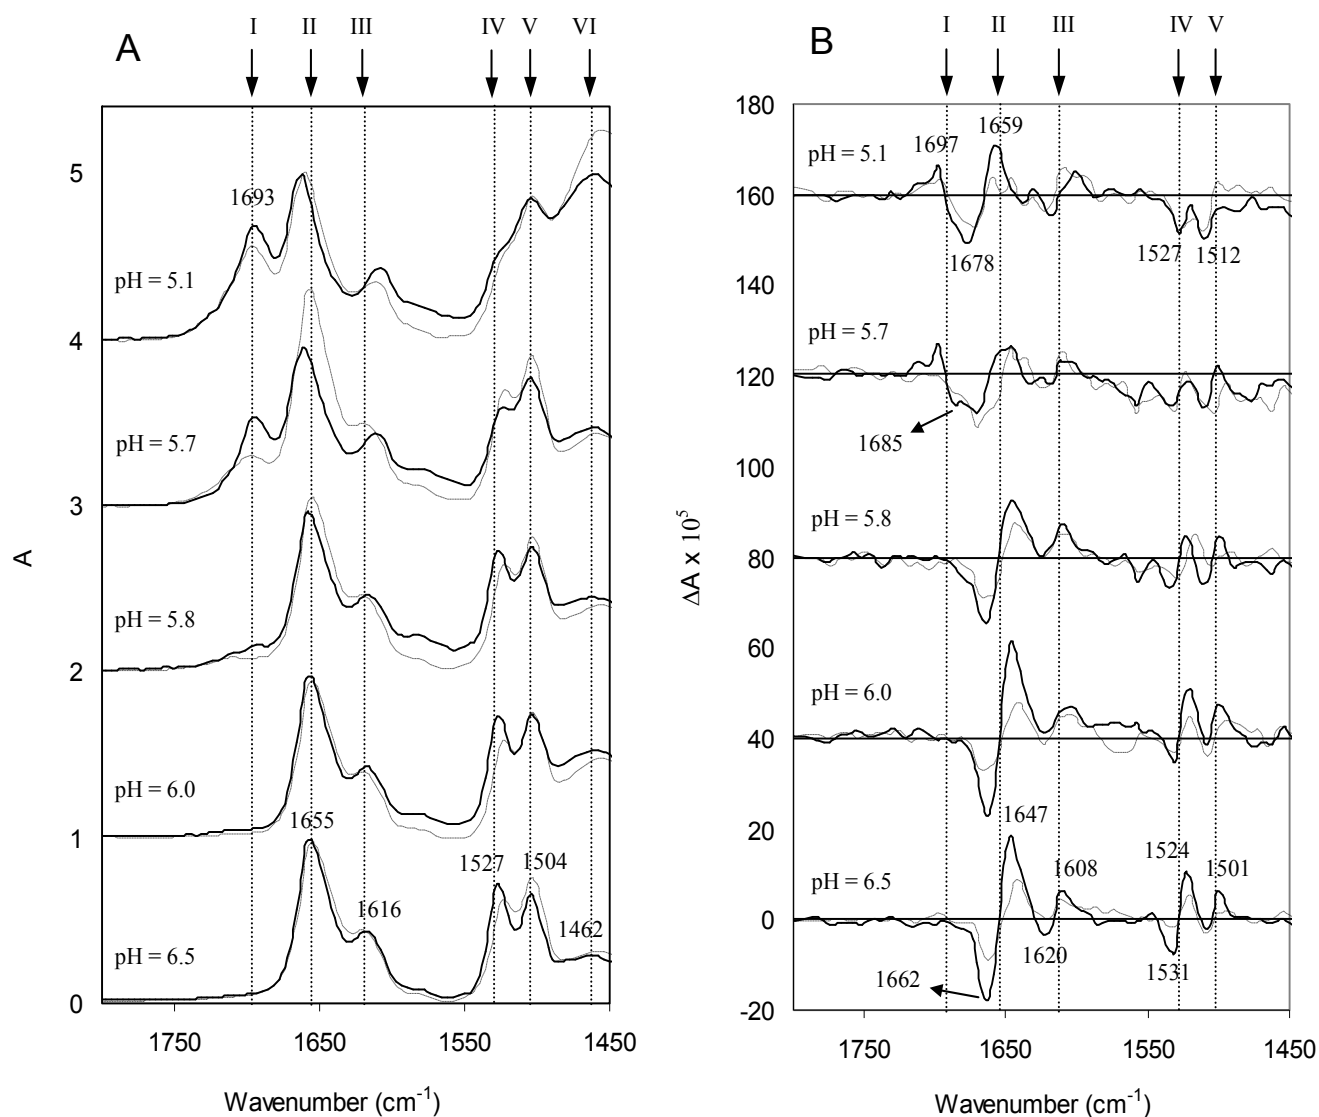 I II III IV V VI
A
5
1693
pH = 5.1
4
pH = 5.7
3
A
pH = 5.8
2
pH = 6.0
1655
1
1527 1504
1616
1462
pH = 6.5
0
1750 1650 1550 1450
Wavenumber (cm-1)
I II III IV V
B
180
1659
1697
pH = 5.1
160
1527 1512
1678
140
pH = 5.7
120
1685
100
pH = 5.8
ΔA x 10⁵
80
60
pH = 6.0
40
1647
20
1524
1608 1501
pH = 6.5
0
1620
1531
1662
-20
1750 1650 1550 1450
Wavenumber (cm-1)